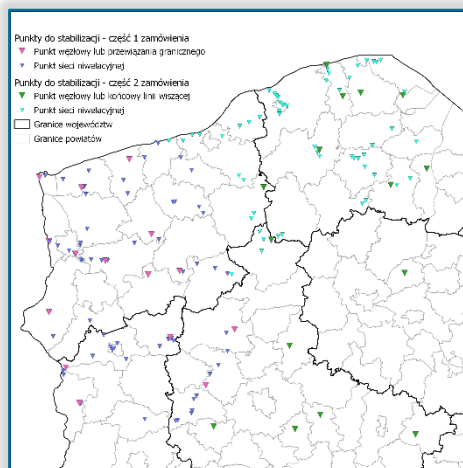 Punkty do stabilizacji - część 1 zamówienia
Punkt węzłowy lub przewiązania granicznego
Punkt sieci niwelacyjnej
Punkty do stabilizacji - część 2 zamówienia
Punkt węzłowy lub końcowy linii wiszącej
Punkt sieci niwelacyjnej
Granice województw
Granice powiatów